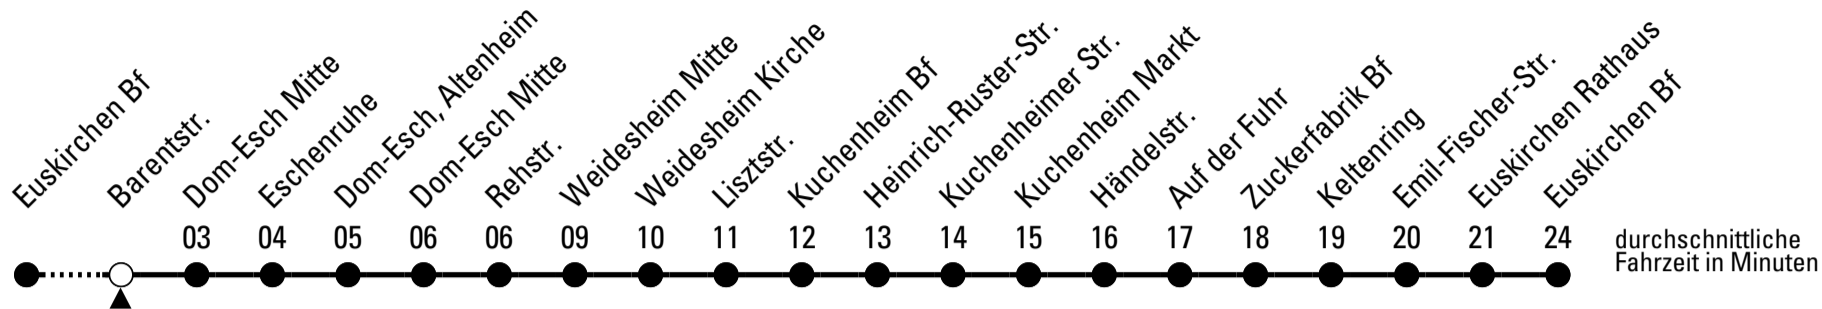 Euskirchen Bf
Barentstr.
Dom-Esch Mitte
Eschenruhe
Dom-Esch, Altenheim
Dom-Esch Mitte
Rehstr.
Weidesheim Mitte
Weidesheim Kirche
Lisztstr.
Kuchenheim Bf
Heinrich-Ruster-Str.
Kuchenheimer Str.
Kuchenheim Markt
Händelstr.
Auf der Fuhr
Zuckerfabrik Bf
Keltenring
Emil-Fischer-Str.
Euskirchen Rathaus
Euskirchen Bf
03 04 05 06 06 09 10 11 12 13 14 15 16 17 18 19 20 21 24
durchschnittliche
Fahrzeit in Minuten